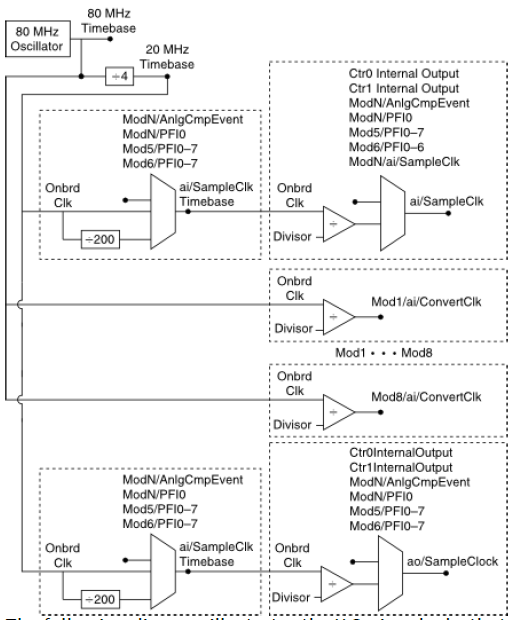 80 MHz
Timebase
80 MHz
Oscillator
20 MHz
Timebase
÷4
Ctr0 Internal Output
Ctr1 Internal Output
ModN/AnlgCmpEvent
ModN/PFI0
Mod5/PFI0–7
Mod6/PFI0–6
ModN/ai/SampleClk
ModN/AnlgCmpEvent
ModN/PFI0
Mod5/PFI0–7
Mod6/PFI0–7
Onbrd
Clk
ai/SampleClk
Timebase
÷200
Onbrd
Clk
÷
Divisor
ai/SampleClk
Onbrd
Clk
÷
Divisor
Mod1/ai/ConvertClk
Mod1 • • • Mod8
Onbrd
Clk
÷
Divisor
Mod8/ai/ConvertClk
Ctr0InternalOutput
Ctr1InternalOutput
ModN/AnlgCmpEvent
ModN/PFI0
Mod5/PFI0–7
Mod6/PFI0–7
ModN/AnlgCmpEvent
ModN/PFI0
Mod5/PFI0–7
Mod6/PFI0–7
Onbrd
Clk
ai/SampleClk
Timebase
÷200
Onbrd
Clk
÷
Divisor
ao/SampleClock